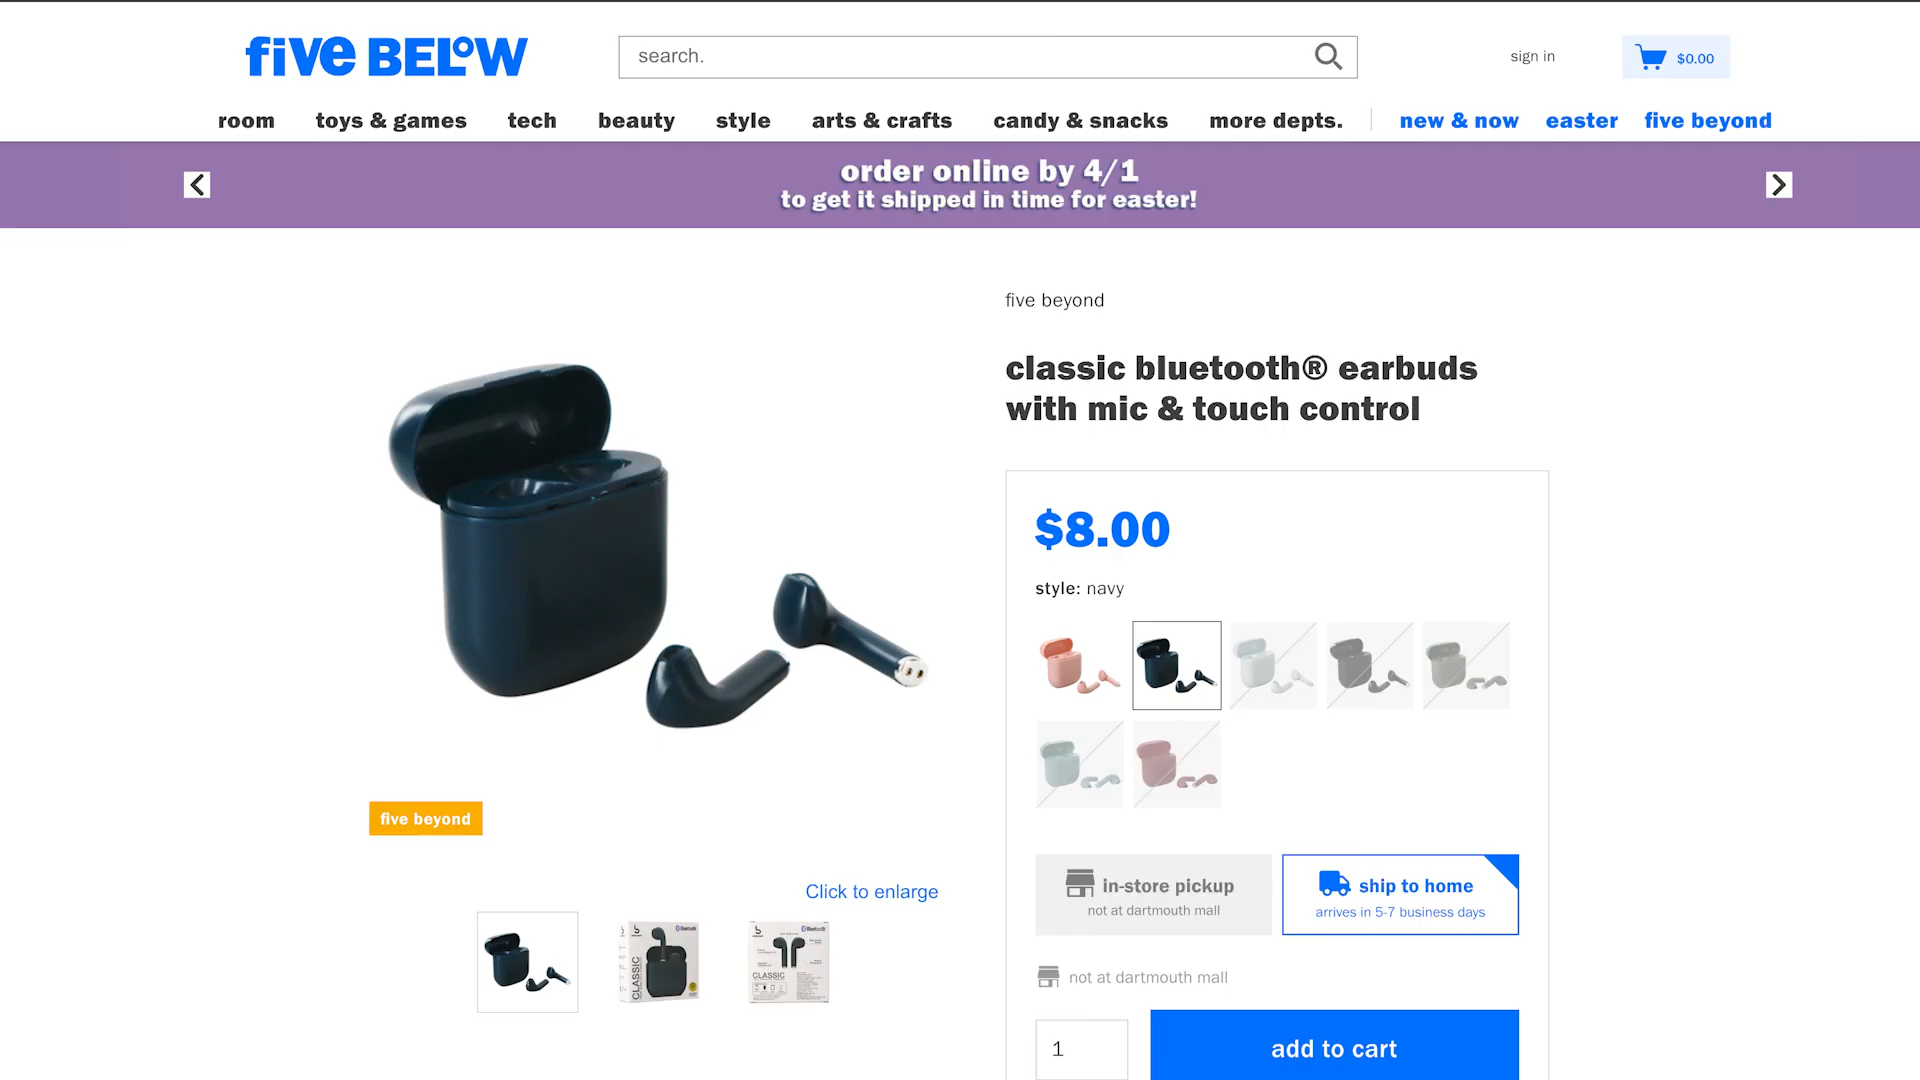 five BELOW
search.
sign in
$0.00
room
toys & games
tech
beauty
style
arts & crafts
candy & snacks
more depts.
new & now
easter
five beyond
order online by 4/1
to get it shipped in time for easter!
five beyond
classic bluetooth® earbuds
with mic & touch control
$8.00
style: navy
five beyond
in-store pickup
not at dartmouth mall
ship to home
arrives in 5-7 business days
Click to enlarge
CLASSIC
Bluetooth
CLASSIC
Bluetooth
not at dartmouth mall
1
add to cart